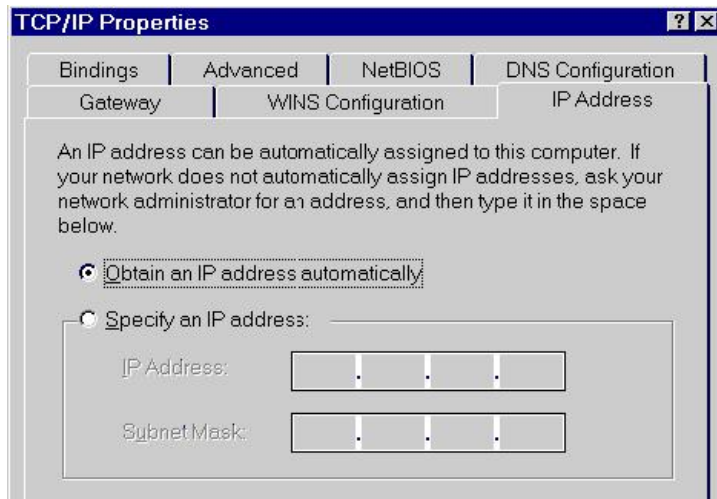 TCP/IP Properties ? X
Bindings Advanced NetBIOS DNS Configuration
Gateway WINS Configuration IP Address
An IP address can be automatically assigned to this computer. If
your network does not automatically assign IP addresses, ask your
network administrator for an address, and then type it in the space
below.
Obtain an IP address automatically
Specify an IP address:
IP Address:
. . .
Subnet Mask:
. . .